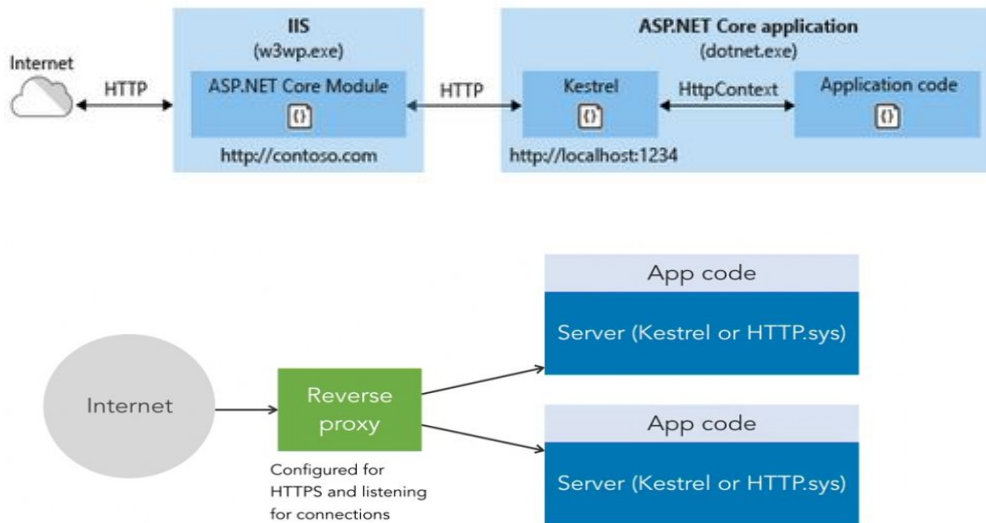 IIS
(w3wp.exe)
ASP.NET Core application
(dotnet.exe)
Internet
HTTP
ASP.NET Core Module
{}
HTTP
Kestrel
{}
HttpContext
Application code
{}
http://contoso.com
http://localhost:1234
App code
Server (Kestrel or HTTP.sys)
Internet
Reverse
proxy
Configured for
HTTPS and listening
for connections
App code
Server (Kestrel or HTTP.sys)